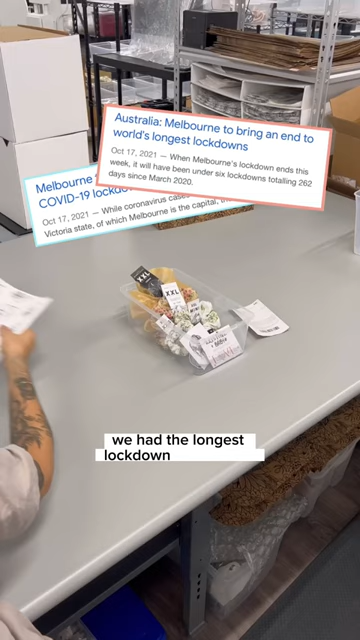 Australia: Melbourne to bring an end to
world's longest lockdowns
Oct 17, 2021 — When Melbourne's lockdown ends this
week, it will have been under six lockdowns totalling 262
days since March 2020.
Melbourne
COVID-19
Oct 17, 2021 — While coronavirus cases
Victoria state, of which Melbourne is the capital,
XXL
XXL
we had the longest
lockdown